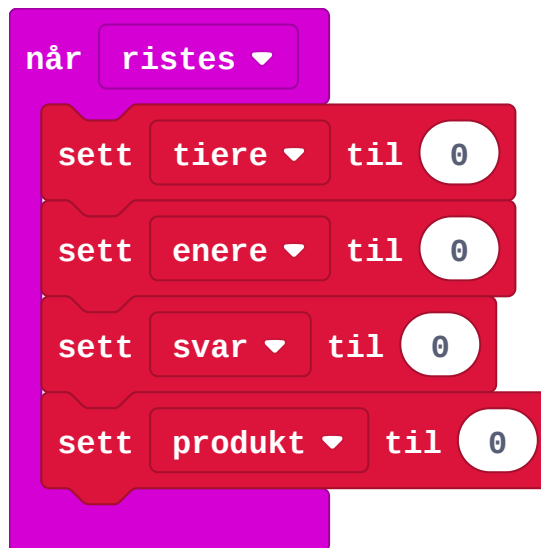 når ristes
sett tiere til 0
sett enere til 0
sett svar til 0
sett produkt til 0